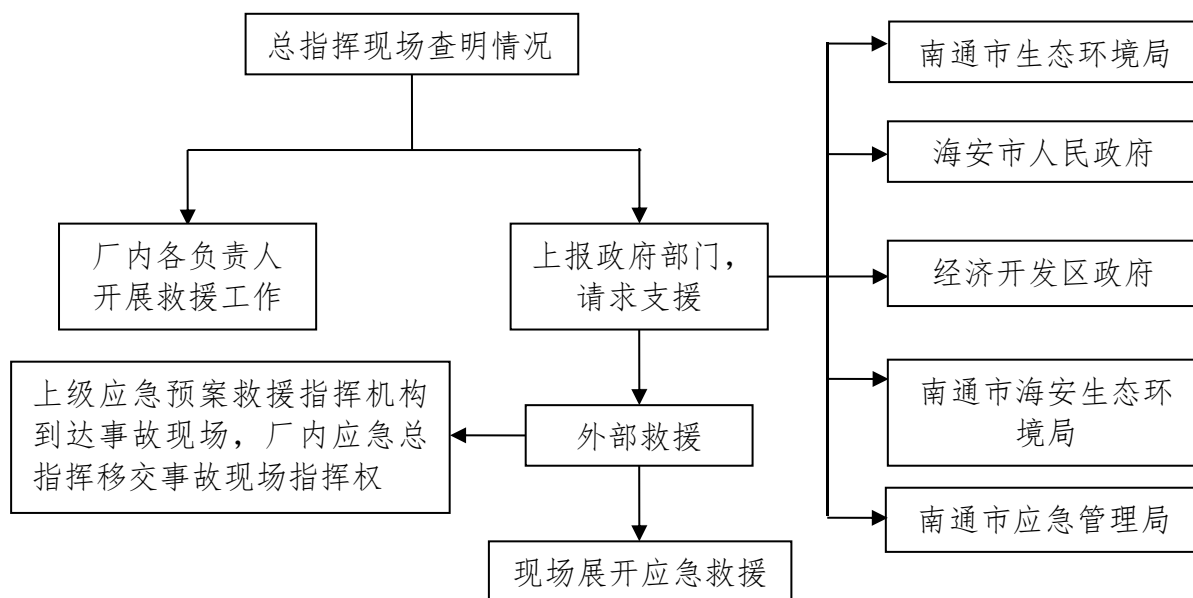 总指挥现场查明情况
南通市生态环境局
海安市人民政府
厂内各负责人
开展救援工作
上报政府部门，
请求支援
经济开发区政府
上级应急预案救援指挥机构
到达事故现场，厂内应急总
指挥移交事故现场指挥权
外部救援
南通市海安生态环
境局
南通市应急管理局
现场展开应急救援